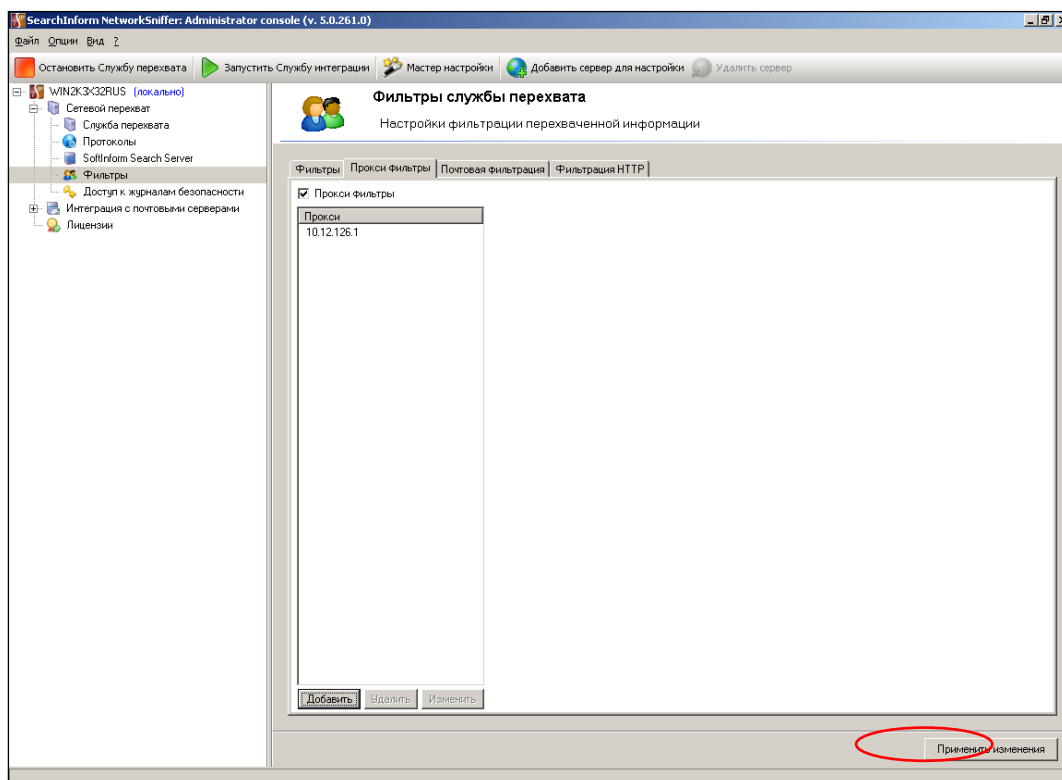 SearchInform NetworkSniffer: Administrator console (v. 5.0.261.0)
Файл Опции Вид ?
Остановить Службу перехвата Запустить Службу интеграции Мастер настройки Добавить сервер для настройки Удалить сервер
WIN2K3X32RUS (локально)
Сетевой перехват
Служба перехвата
Протоколы
SoftInform Search Server
Фильтры
Доступ к журналам безопасности
Интеграция с почтовыми серверами
Лицензии
Фильтры службы перехвата
Настройки фильтрации перехваченной информации
Фильтры Прокси фильтры Почтовая фильтрация Фильтрация HTTP
Прокси фильтры
Прокси
10.12.126.1
Добавить Удалить Изменить
Применить изменения